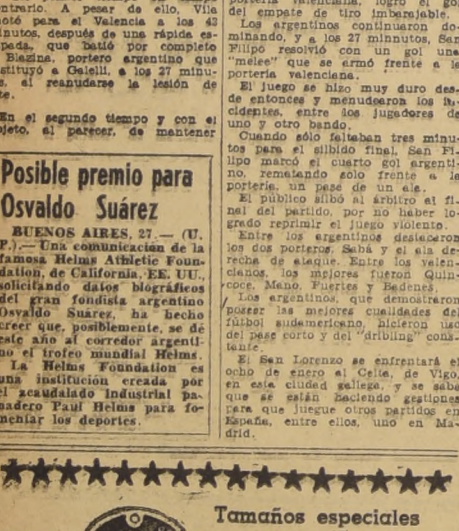 ntrario. A pesar de ello, Vila
notó para el Valencia a los 43
nutos, después de una rápida es-
pada, que batió por completo
Blazina, portero argentino que
stituyó a Galelli, a los 27 minu-
s, al reanudarse la lesión de
te.
En el segundo tiempo y con el
bjeto, al parecer, de mantener
Posible premio para
Osvaldo Suárez
BUENOS AIRES, 27.— (U.
P.).— Una comunicación de la
famosa Helms Athletic Foun-
dation, de California, EE. UU.,
solicitando datos biográficos
del gran fondista argentino
Osvaldo Suárez, ha hecho
creer que, posiblemente, se dé
este año al corredor argenti-
no el trofeo mundial Helms.
La Helms Foundation es
una institución creada por
el acaudalado industrial pa-
nadero Paul Helms para fo-
mentar los deportes.
portería valenciana, logró el gol
del empate de tiro imbarajable.
Los argentinos continuaron do-
minando, y a los 27 minnutos, San
Filipo resolvió con un gol una
"melee" que se armó frente a la
portería valenciana.
El juego se hizo muy duro des-
de entonces y menudearon los in-
cidentes, entre los jugadores de
uno y otro bando.
Cuando sólo faltaban tres minu-
tos para el silbido final, San Fi-
lipo marcó el cuarto gol argenti-
no, rematando solo frente a la
portería, un pase de un ala.
El público silbó al árbitro al fi-
nal del partido, por no haber lo-
grado reprimir el juego violento.
Entre los argentinos destacaron
los dos porteros, Sabá y el ala de-
recha de ataque. Entre los valen-
cianos, los mejores fueron Quin-
coce, Mano, Fuertes y Badenes.
Los argentinos, que demostraron
poseer las mejores cualidades del
fútbol sudamericano, hicieron uso
del pase corto y del "dribling" cons-
tante.
El San Lorenzo se enfrentará el
ocho de enero al Celta, de Vigo,
en esta ciudad gallega, y se sabe
que se están haciendo gestiones
para que juegue otros partidos en
España, entre ellos, uno en Ma-
drid.
Tamaños especiales